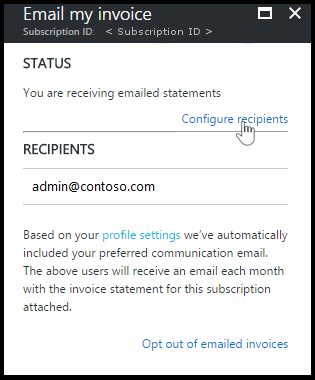 Email my invoice
Subscription ID: < Subscription ID >
STATUS
You are receiving emailed statements
Configure recipients
RECIPIENTS
admin@contoso.com
Based on your profile settings we've automatically
included your preferred communication email.
The above users will receive an email each month
with the invoice statement for this subscription
attached.
Opt out of emailed invoices